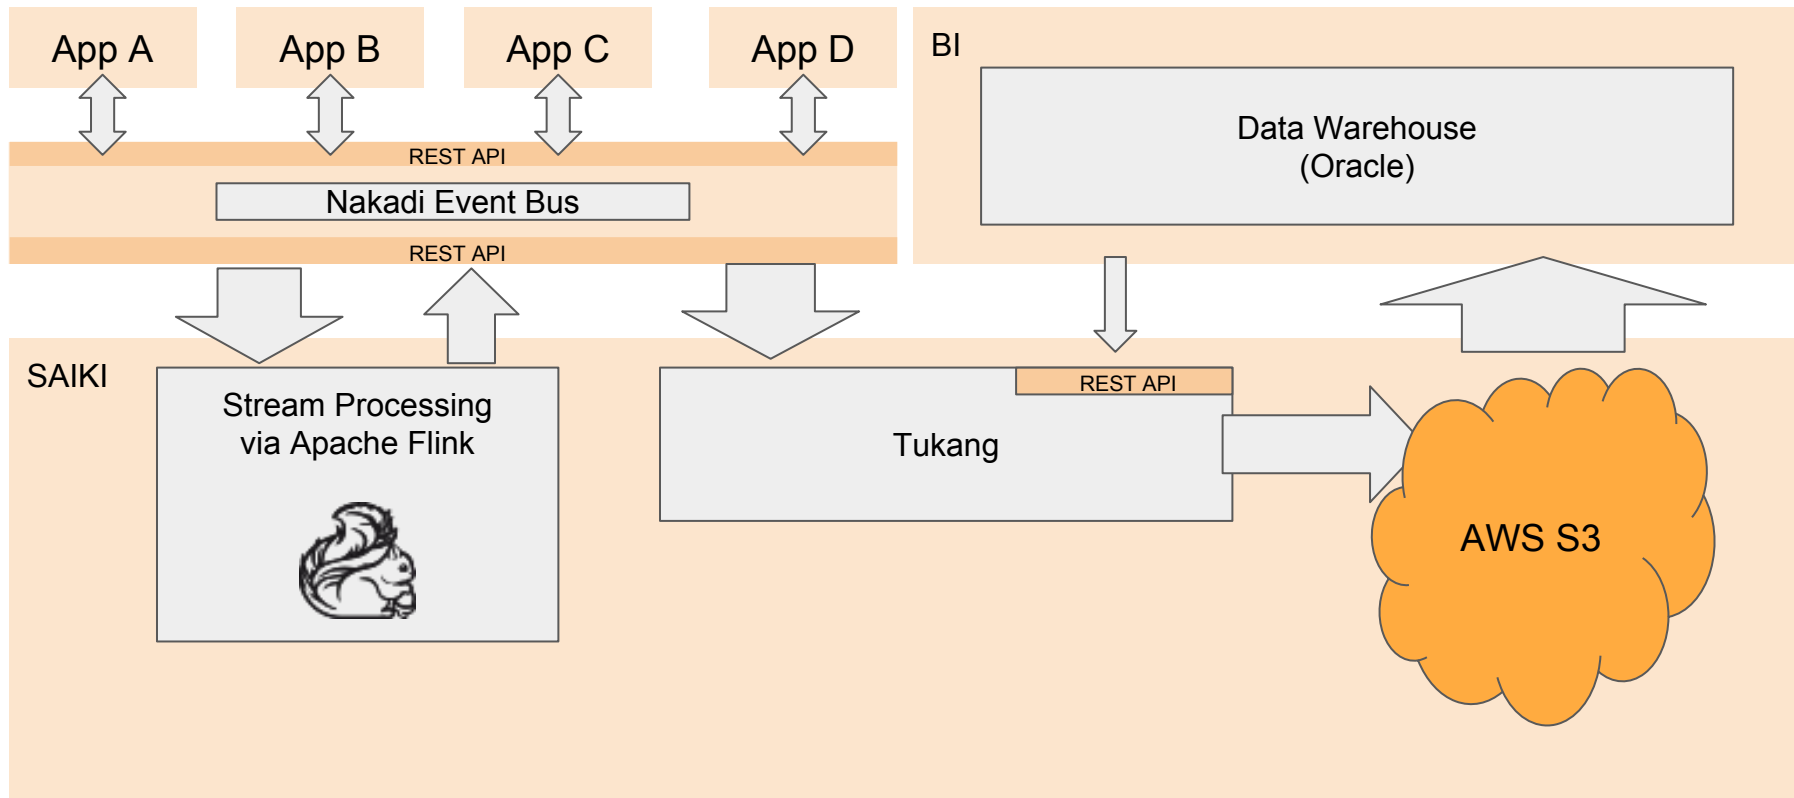 App A
App B
App C
App D
REST API
Nakadi Event Bus
REST API
BI
Data Warehouse
(Oracle)
SAIKI
Stream Processing
via Apache Flink
REST API
Tukang
AWS S3